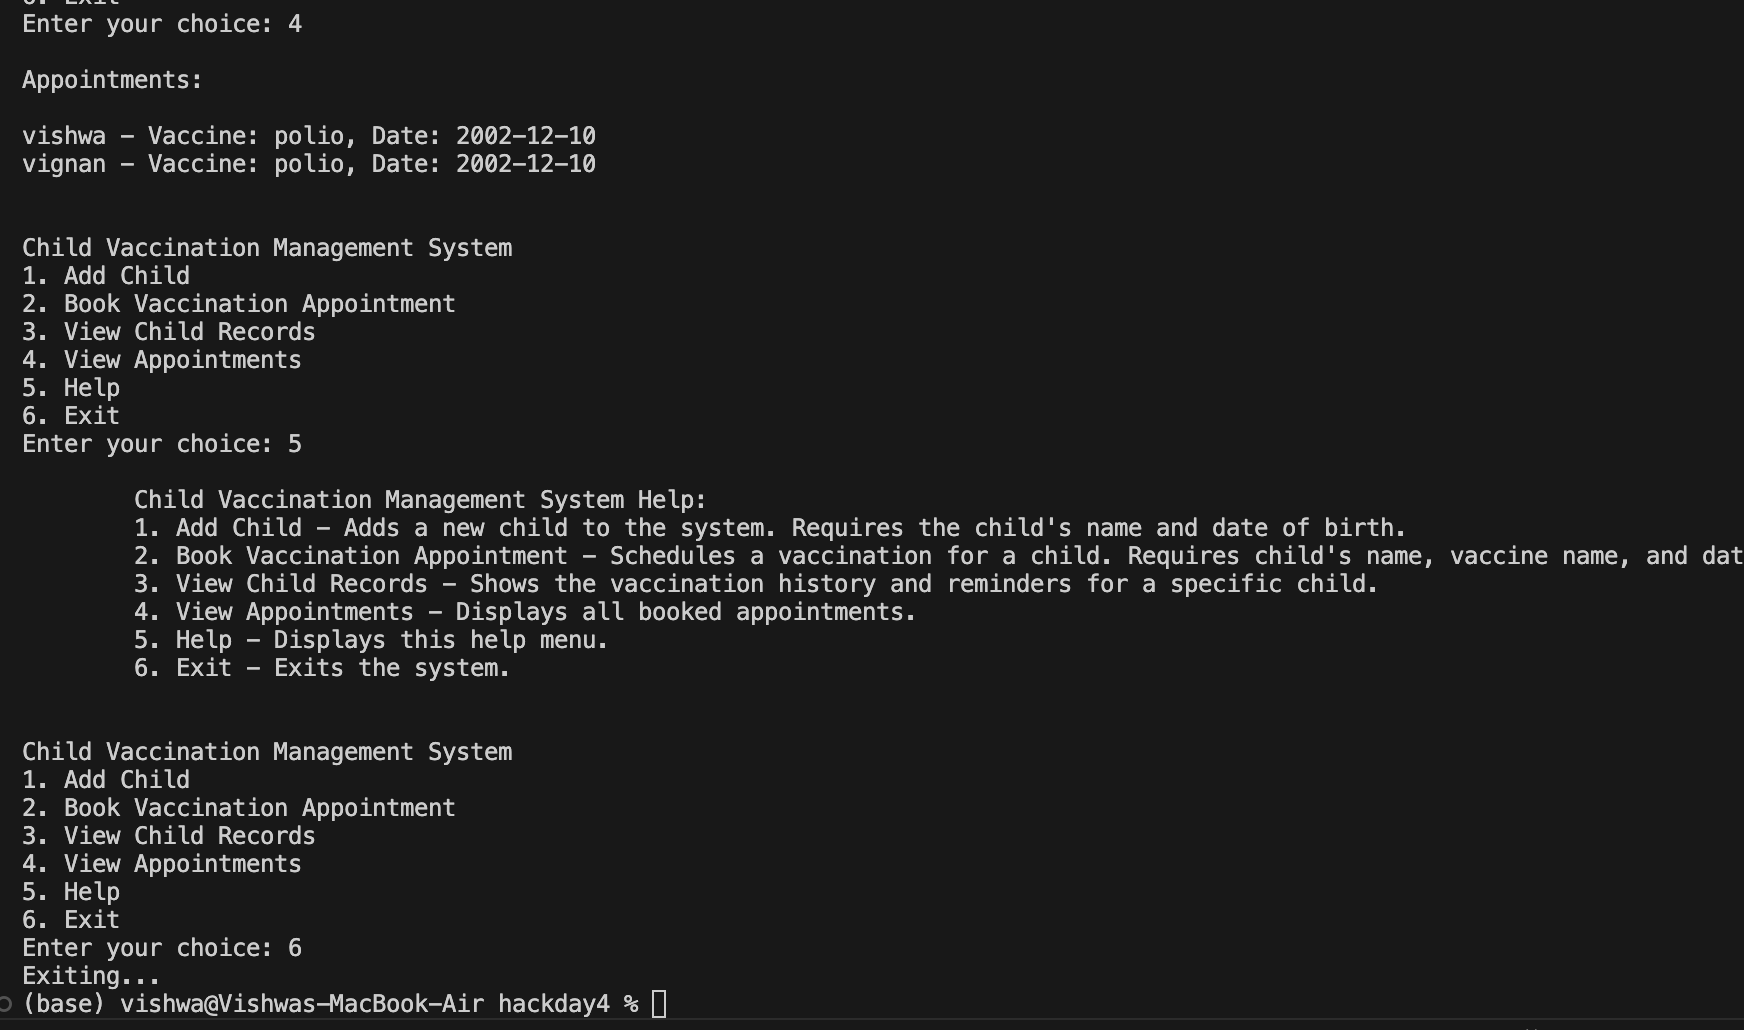 Enter your choice: 4
Appointments:
vishwa - Vaccine: polio, Date: 2002-12-10
vignan - Vaccine: polio, Date: 2002-12-10
Child Vaccination Management System
1. Add Child
2. Book Vaccination Appointment
3. View Child Records
4. View Appointments
5. Help
6. Exit
Enter your choice: 5
Child Vaccination Management System Help:
1. Add Child - Adds a new child to the system. Requires the child's name and date of birth.
2. Book Vaccination Appointment - Schedules a vaccination for a child. Requires child's name, vaccine name, and dat
3. View Child Records - Shows the vaccination history and reminders for a specific child.
4. View Appointments - Displays all booked appointments.
5. Help - Displays this help menu.
6. Exit - Exits the system.
Child Vaccination Management System
1. Add Child
2. Book Vaccination Appointment
3. View Child Records
4. View Appointments
5. Help
6. Exit
Enter your choice: 6
Exiting...
(base) vishwa@Vishwas-MacBook-Air hackday4 %